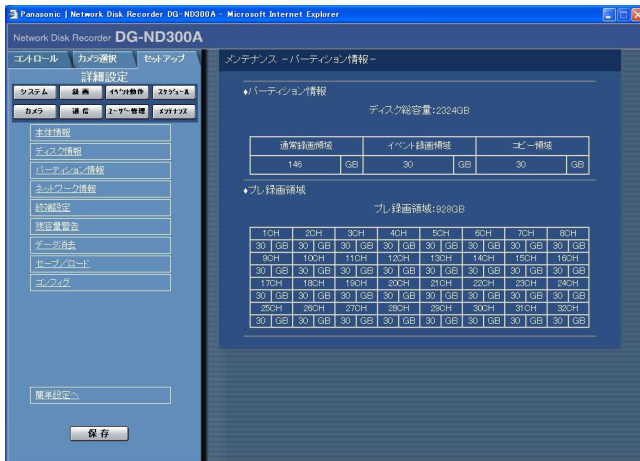 Panasonic | Network Disk Recorder DG-ND300A - Microsoft Internet Explorer
Network Disk Recorder DG-ND300A
コントロール カメラ選択 セットアップ
詳細設定
システム 録画 イベント動作 スケジュール
カメラ 通信 ユーザー管理 メンテナンス
本体情報
ディスク情報
パーティション情報
ネットワーク情報
終端設定
残容量警告
データ消去
セーブ/ロード
コンフィグ
簡単設定へ
保存
メンテナンス -パーティション情報-
♦パーティション情報
ディスク総容量:2324GB
通常録画領域 イベント録画領域 コピー領域
146 GB 30 GB 30 GB
♦プレ録画領域
プレ録画領域:928GB
1CH 2CH 3CH 4CH 5CH 6CH 7CH 8CH
30 GB 30 GB 30 GB 30 GB 30 GB 30 GB 30 GB 30 GB
9CH 10CH 11CH 12CH 13CH 14CH 15CH 16CH
30 GB 30 GB 30 GB 30 GB 30 GB 30 GB 30 GB 30 GB
17CH 18CH 19CH 20CH 21CH 22CH 23CH 24CH
30 GB 30 GB 30 GB 30 GB 30 GB 30 GB 30 GB 30 GB
25CH 26CH 27CH 28CH 29CH 30CH 31CH 32CH
30 GB 30 GB 30 GB 30 GB 30 GB 30 GB 30 GB 30 GB